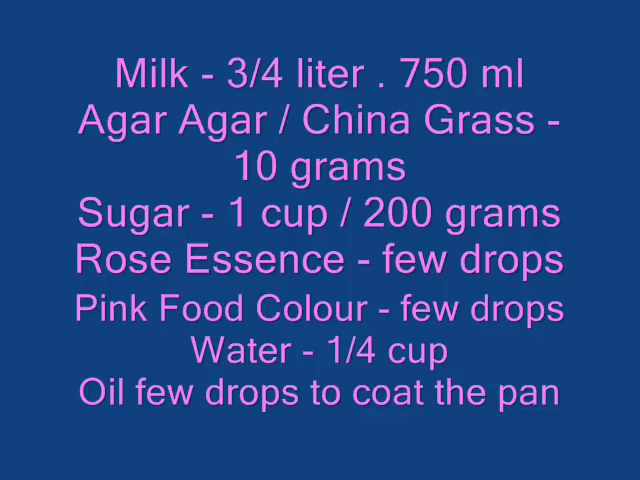 Milk - 3/4 liter . 750 ml
Agar Agar / China Grass -
10 grams
Sugar - 1 cup / 200 grams
Rose Essence - few drops
Pink Food Colour - few drops
Water - 1/4 cup
Oil few drops to coat the pan